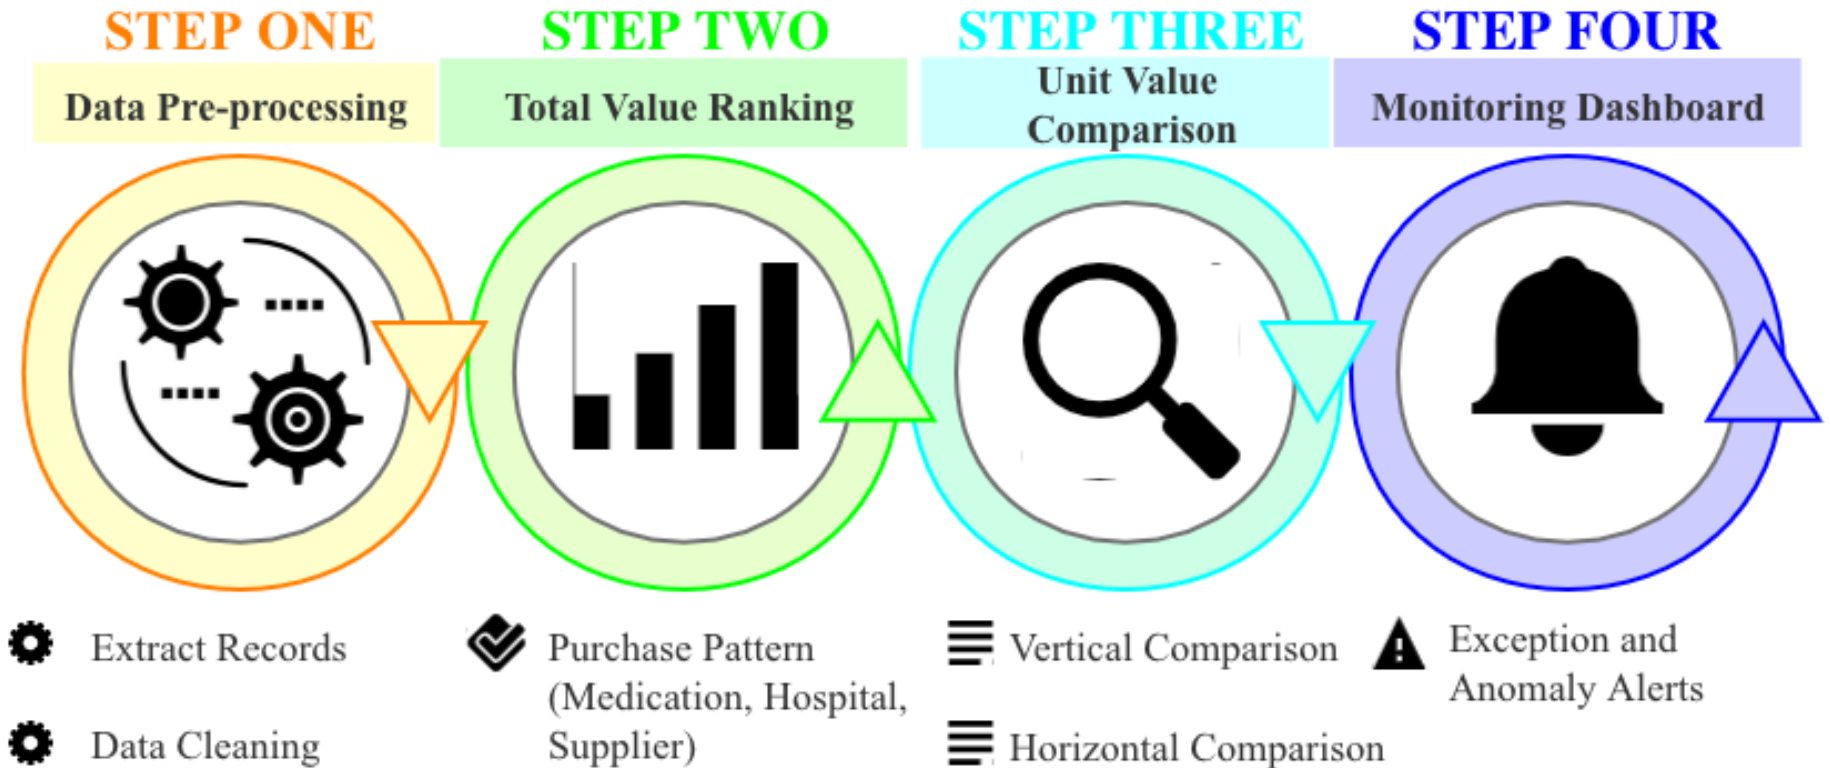 STEP ONE
Data Pre-processing
Extract Records
Data Cleaning
STEP TWO
Total Value Ranking
Purchase Pattern
(Medication, Hospital,
Supplier)
STEP THREE
Unit Value
Comparison
Vertical Comparison
Horizontal Comparison
STEP FOUR
Monitoring Dashboard
Exception and
Anomaly Alerts